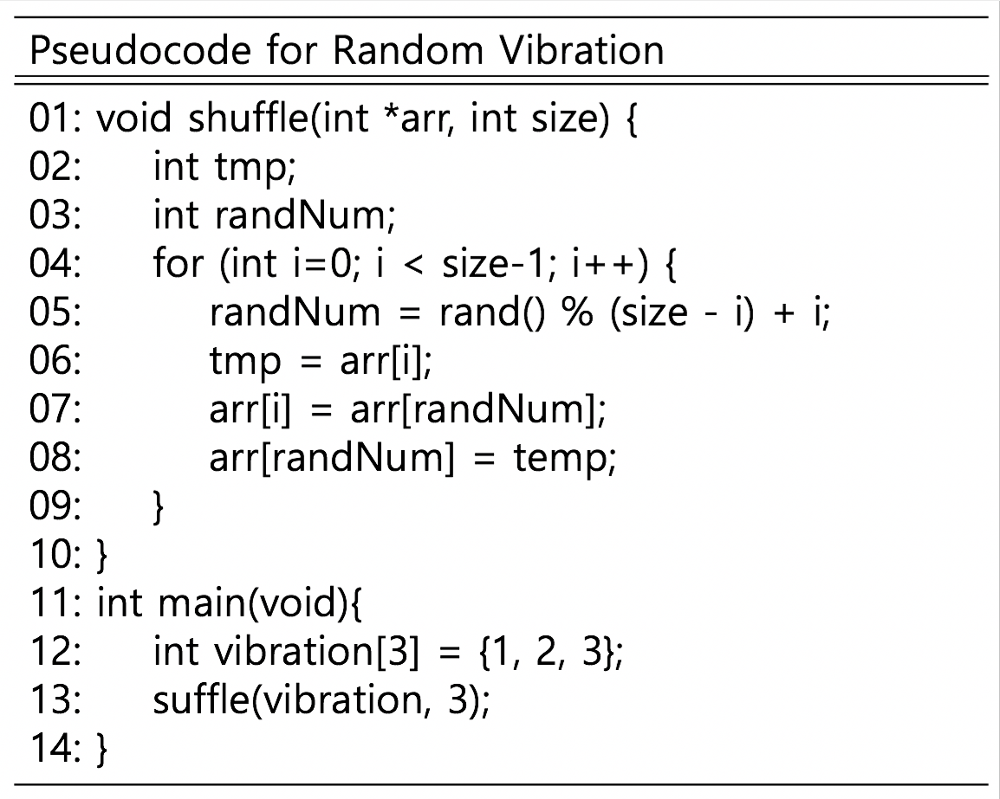 Pseudocode for Random Vibration
01: void shuffle(int *arr, int size) {
02: int tmp;
03: int randNum;
04: for (int i=0; i < size-1; i++) {
05: randNum = rand() % (size - i) + i;
06: tmp = arr[i];
07: arr[i] = arr[randNum];
08: arr[randNum] = temp;
09: }
10: }
11: int main(void){
12: int vibration[3] = {1, 2, 3};
13: suffle(vibration, 3);
14: }